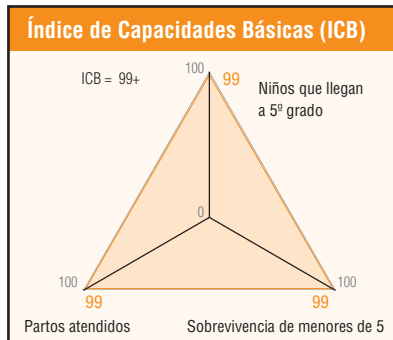 Índice de Capacidades Básicas (ICB)
ICB = 99+
100
99
Niños que llegan
a 5º grado
0
100
99
100
99
Partos atendidos
Sobrevivencia de menores de 5